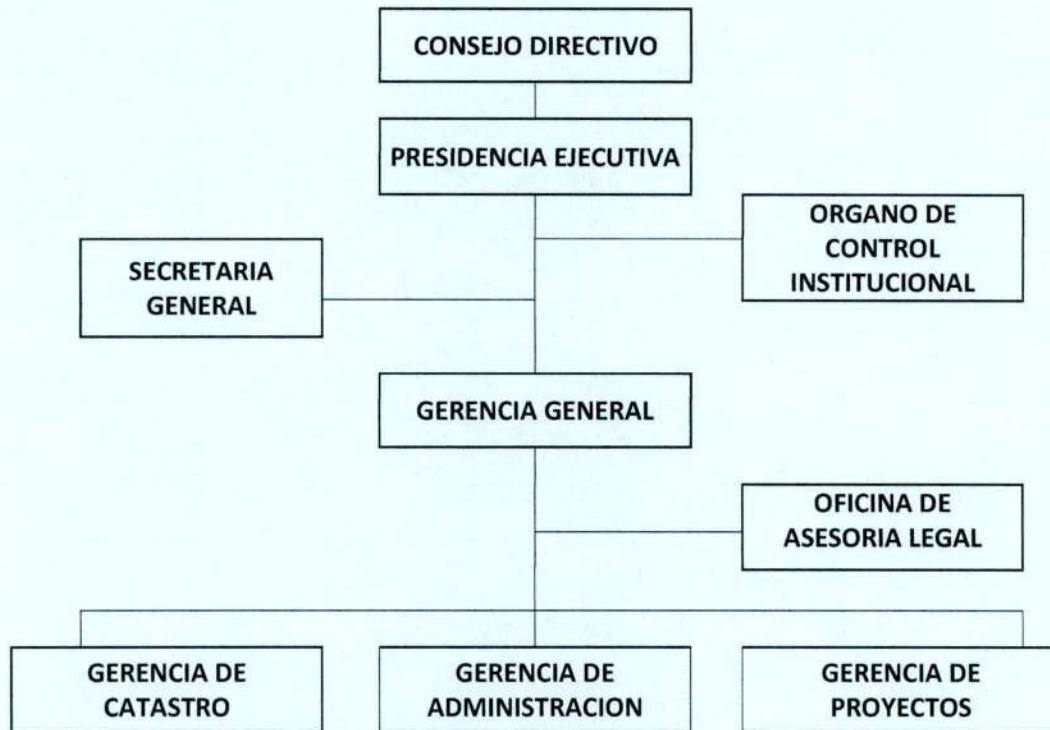 CONSEJO DIRECTIVO
PRESIDENCIA EJECUTIVA
ORGANO DE
CONTROL
INSTITUCIONAL
SECRETARIA
GENERAL
GERENCIA GENERAL
OFICINA DE
ASESORIA LEGAL
GERENCIA DE
CATASTRO
GERENCIA DE
ADMINISTRACION
GERENCIA DE
PROYECTOS